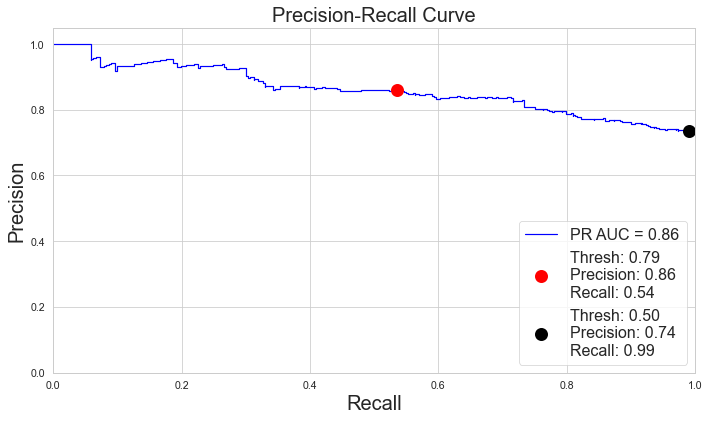 Precision-Recall Curve
1.0
0.8
0.6
0.4
0.2
0.0
Precision
0.0 0.2 0.4 0.6 0.8 1.0
Recall
PR AUC = 0.86
Thresh: 0.79
Precision: 0.86
Recall: 0.54
Thresh: 0.50
Precision: 0.74
Recall: 0.99